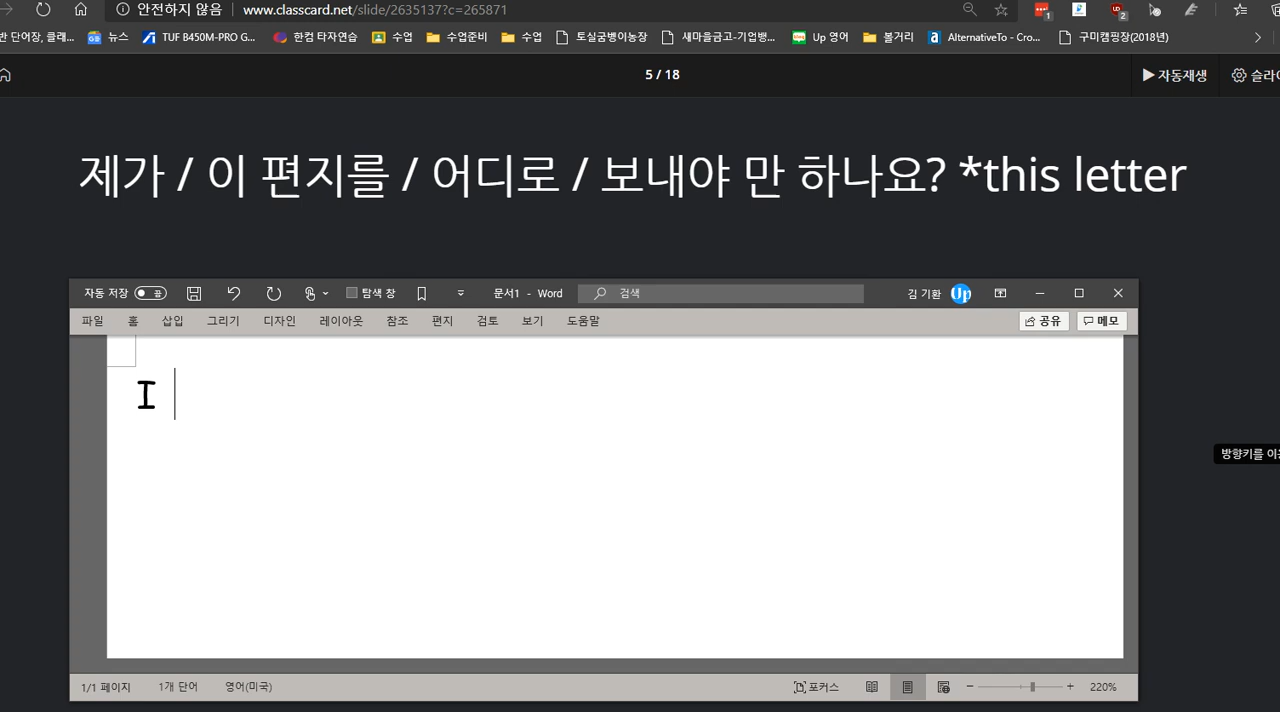 안전하지 않음 www.classcard.net/slide/2635137?c=265871 1 2
반 단어장, 클래... 뉴스 TUF B450M-PRO G... 한컴 타자연습 수업 수업준비 수업 토실굼벵이농장 새마을금고-기업뱅... Up 영어 볼거리 AlternativeTo - Cro... 구미캠핑장(2018년)
5 / 18 자동재생 슬라이
제가 / 이 편지를 / 어디로 / 보내야 만 하나요? *this letter
자동 저장 끔 탐색 창 문서1 - Word 검색 김 기환 Up
파일 홈 삽입 그리기 디자인 레이아웃 참조 편지 검토 보기 도움말 공유 메모
방향키를 이용
1/1 페이지 1개 단어 영어(미국) 포커스 220%